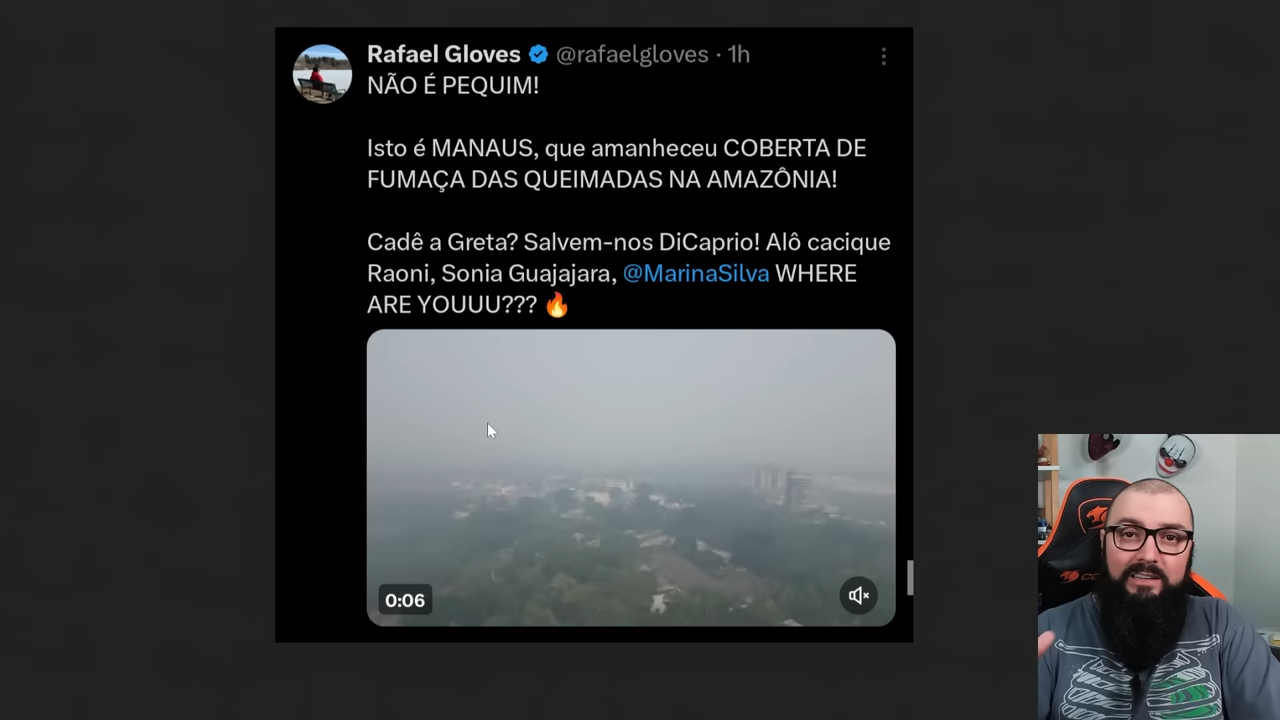 Rafael Gloves @rafaelgloves · 1h
NÃO É PEQUIM!
Isto é MANAUS, que amanheceu COBERTA DE
FUMAÇA DAS QUEIMADAS NA AMAZÔNIA!
Cadê a Greta? Salvem-nos DiCaprio! Alô cacique
Raoni, Sonia Guajajara, @MarinaSilva WHERE
ARE YOUUU??? 🔥
0:06